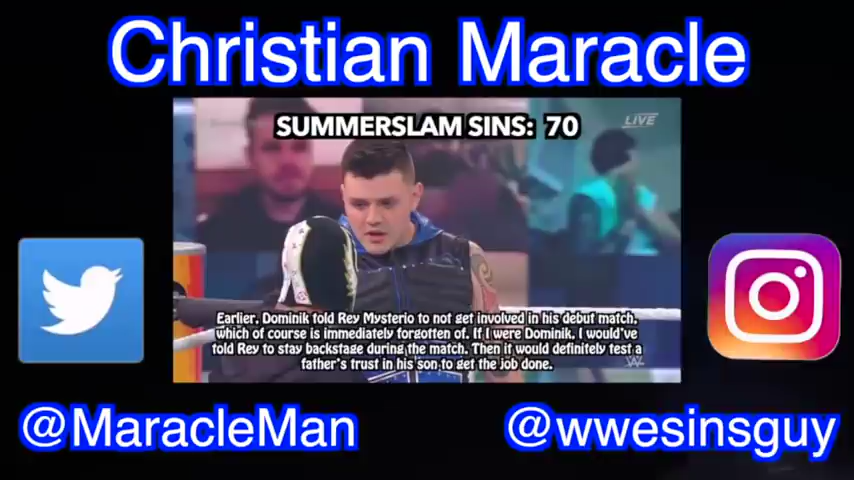 Christian Maracle
SUMMERSLAM SINS: 70
LIVE
Earlier, Dominik told Rey Mysterio to not get involved in his debut match,
which of course is immediately forgotten of. If I were Dominik, I would've
told Rey to stay backstage during the match. Then it would definitely test a
father's trust in his son to get the job done.
@MaracleMan
@wwesinsguy